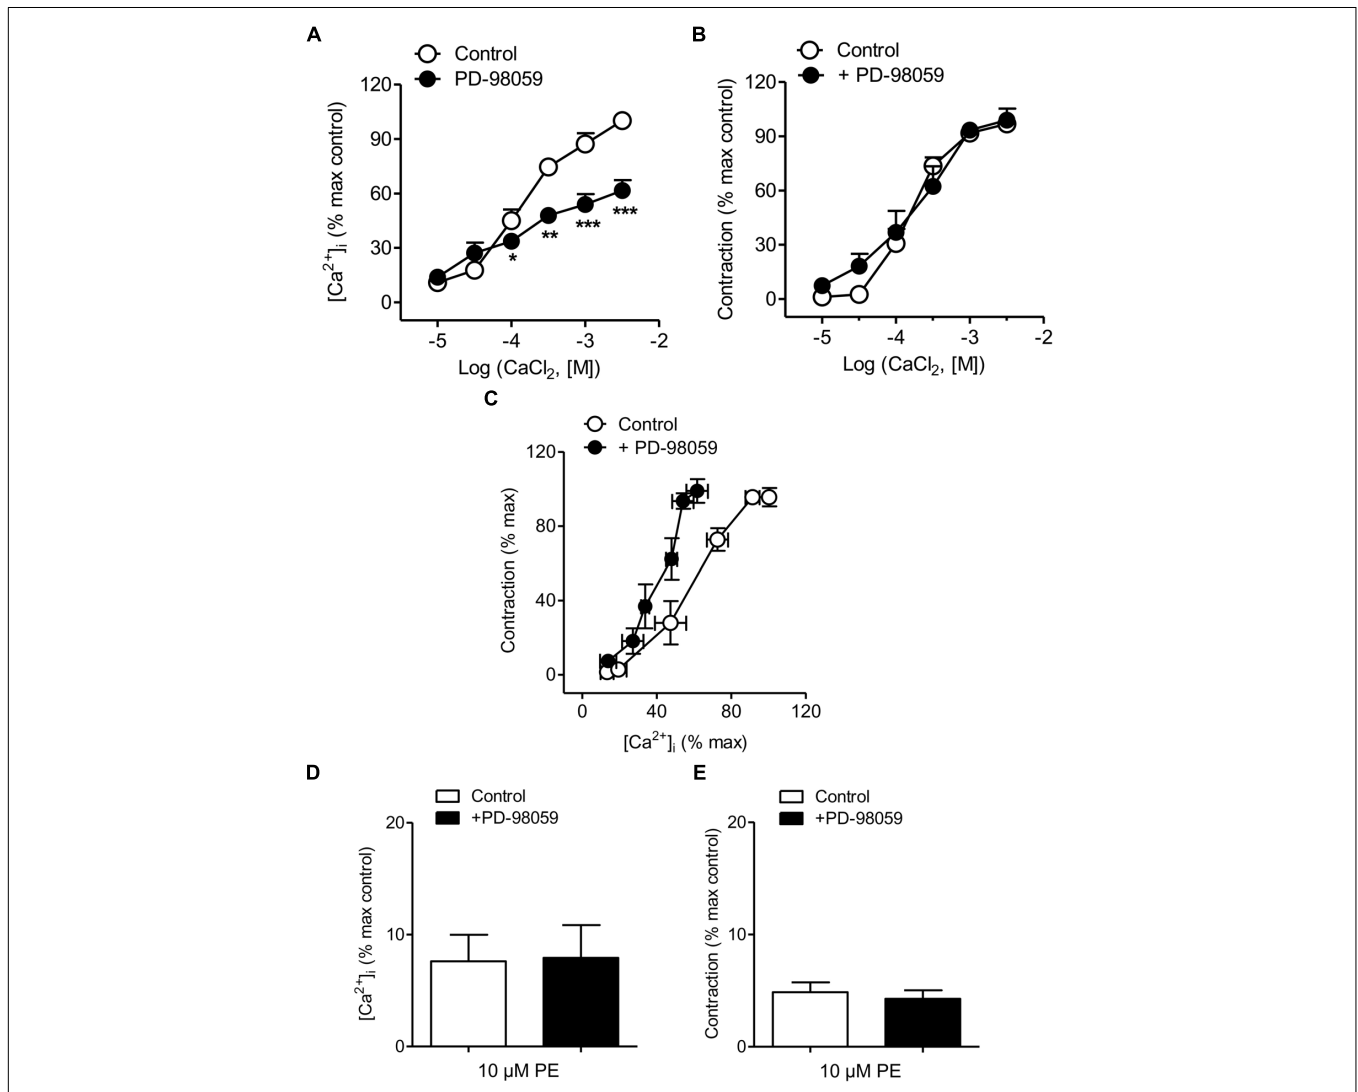 A
Control
PD-98059
120
90
60
30
0
[Ca2+]i (% max control)
*
**
***
***
-5
-4
-3
-2
Log (CaCl2, [M])
B
Control
+ PD-98059
120
90
60
30
0
Contraction (% max control)
-5
-4
-3
-2
Log (CaCl2, [M])
C
Control
+ PD-98059
120
80
40
0
Contraction (% max)
0
40
80
120
[Ca2+]i (% max)
D
Control
+PD-98059
20
10
0
[Ca2+]i (% max control)
10 µM PE
E
Control
+PD-98059
20
10
0
Contraction (% max control)
10 µM PE